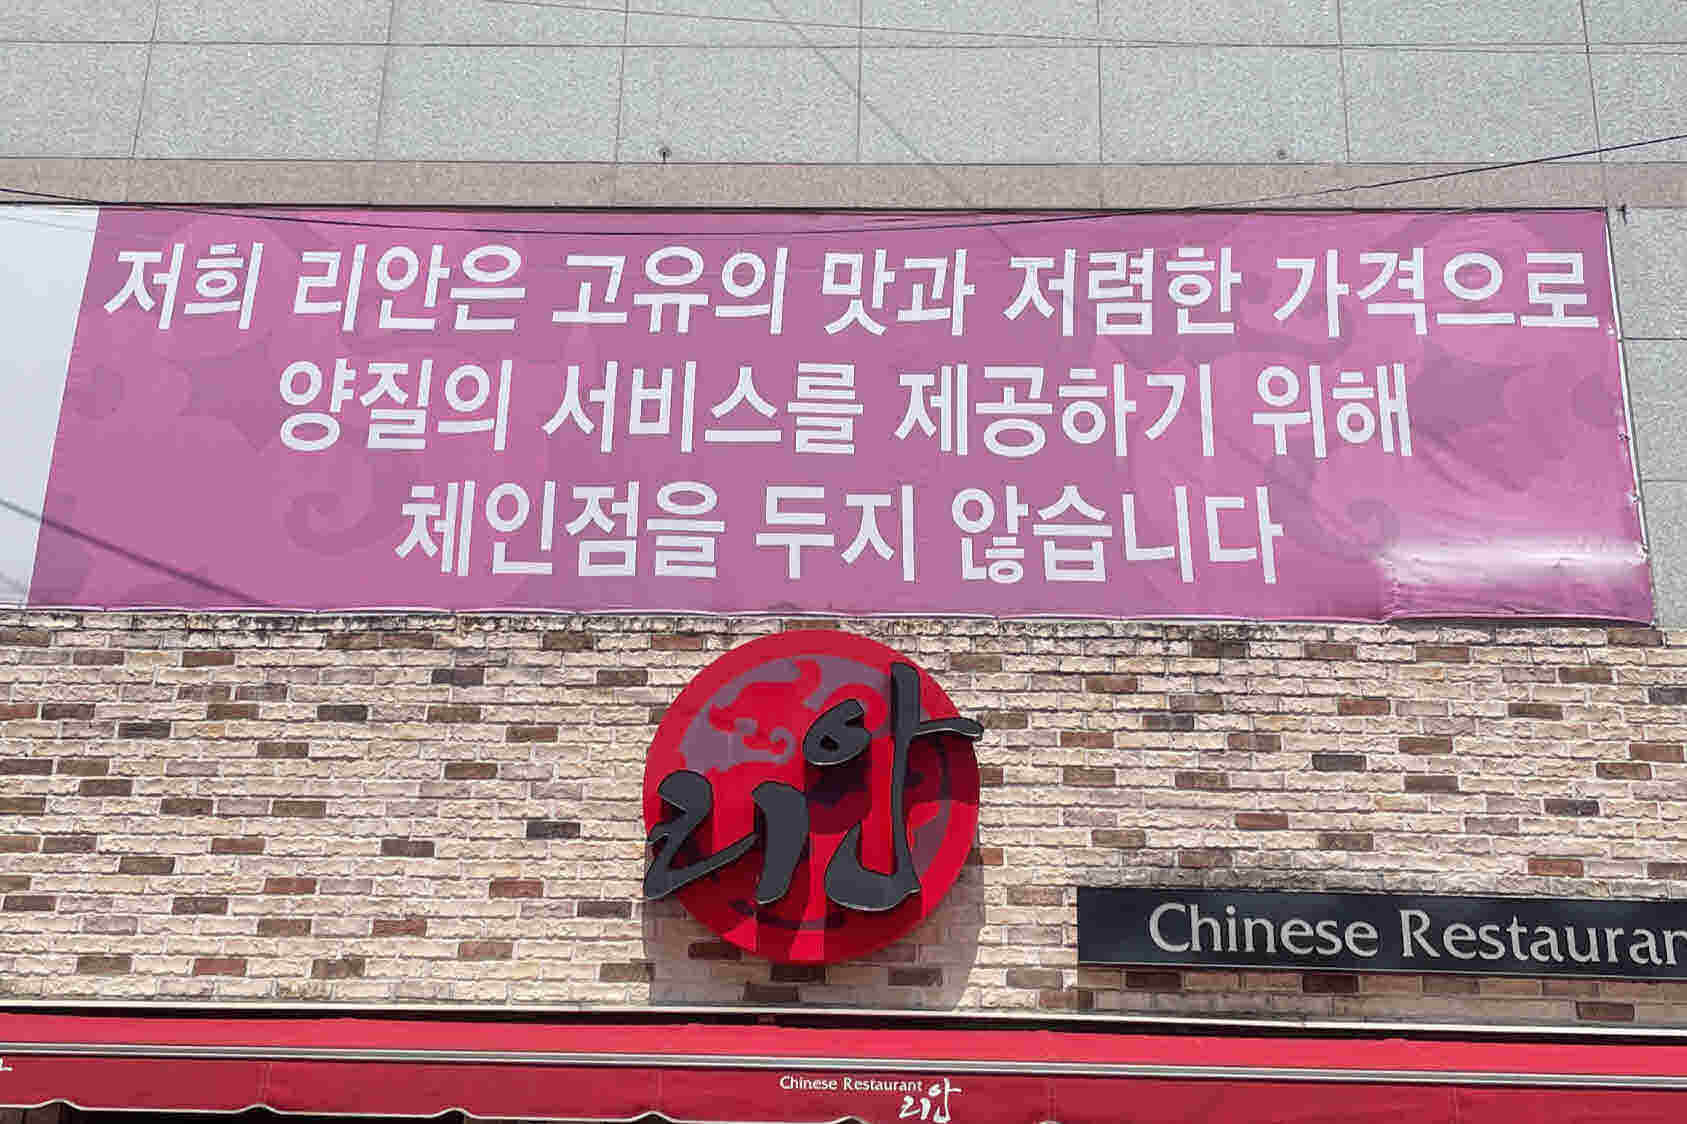 저희 리안은 고유의 맛과 저렴한 가격으로
양질의 서비스를 제공하기 위해
체인점을 두지 않습니다
리안
Chinese Restauran
Chinese Restaurant 리안